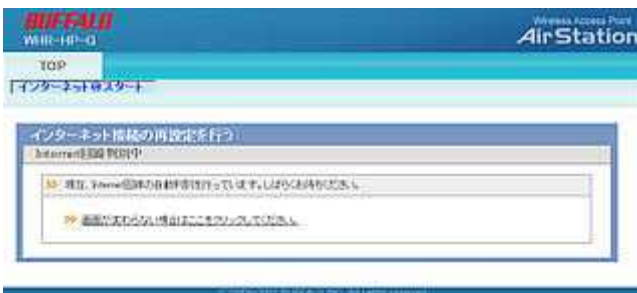 BUFFALO
WHR-HP-G
Wireless Access Point
AirStation
TOP
インターネット@スタート
インターネット接続の再設定を行う
Internet回線判別中
現在、Internet回線の自動判別を行っています。しばらくお待ちください。
画面が変わらない場合はここをクリックしてください。